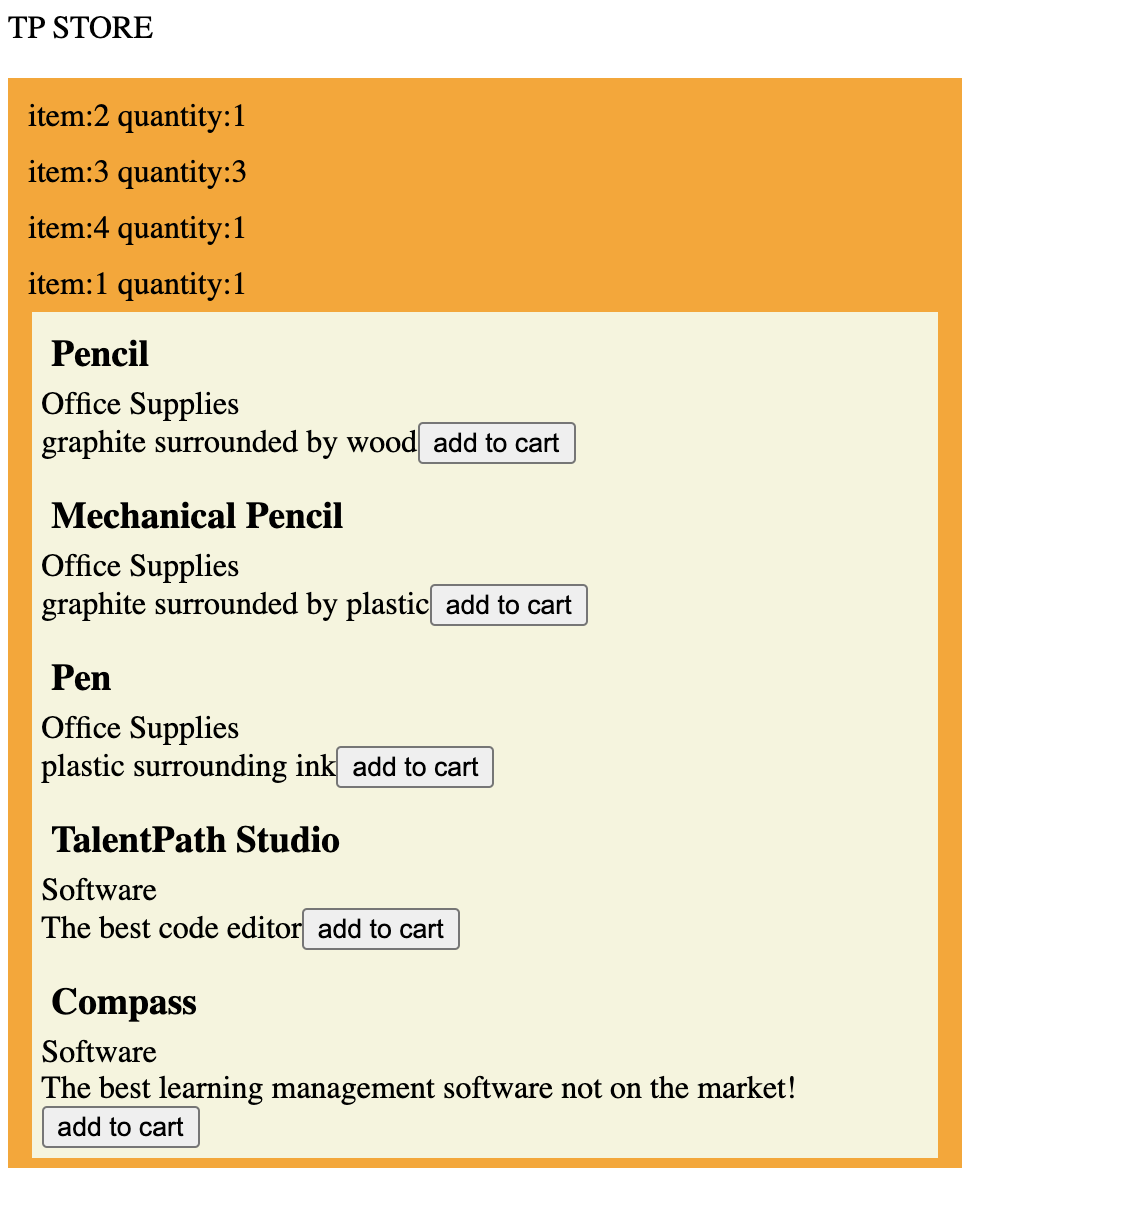 TP STORE
item:2 quantity:1
item:3 quantity:3
item:4 quantity:1
item:1 quantity:1
Pencil
Office Supplies
graphite surrounded by wood add to cart
Mechanical Pencil
Office Supplies
graphite surrounded by plastic add to cart
Pen
Office Supplies
plastic surrounding ink add to cart
TalentPath Studio
Software
The best code editor add to cart
Compass
Software
The best learning management software not on the market!
add to cart